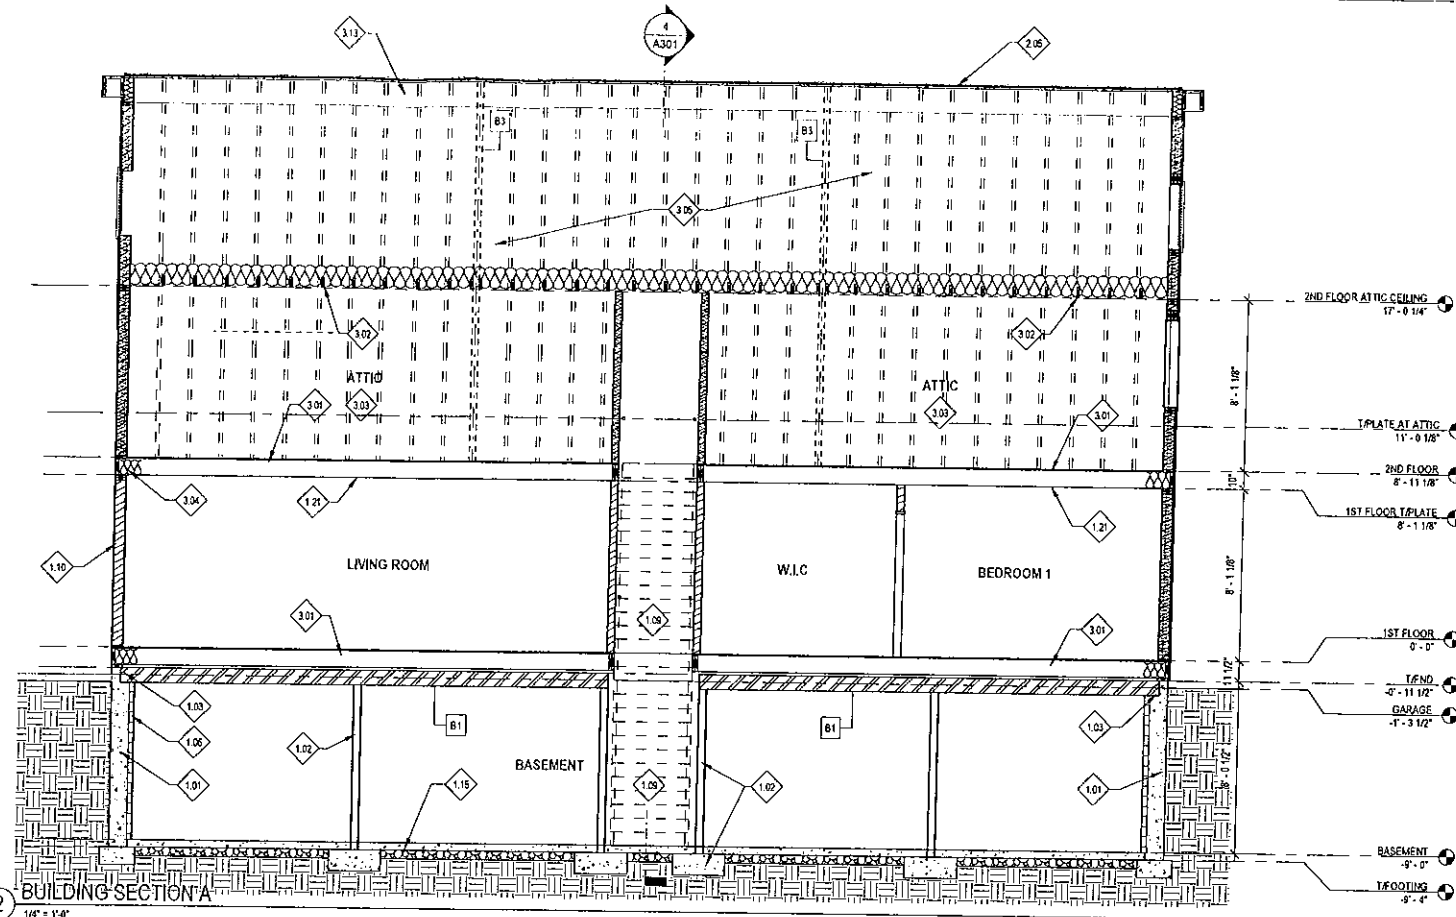 4
A301
3.13
2.05
B3
B3
3.05
2ND FLOOR ATTIC CEILING
17' - 0 1/4"
3.02
3.02
8' - 1 1/8"
ATTIC
ATTIC
3.01
3.03
3.03
3.01
T/PLATE AT ATTIC
11' - 0 1/8"
2ND FLOOR
8' - 11 1/8"
10"
3.04
1.21
1.21
1ST FLOOR T/PLATE
8' - 1 1/8"
1.10
LIVING ROOM
W.I.C
BEDROOM 1
8' - 1 1/8"
3.01
1.09
3.01
1ST FLOOR
0' - 0"
11 1/2"
T/FND
-0' - 11 1/2"
1.03
GARAGE
-1' - 3 1/2"
B1
B1
1.03
1.06
1.02
BASEMENT
1.01
1.15
1.09
1.02
1.01
8' - 0 1/2"
BASEMENT
-9' - 0"
T/FOOTING
-9' - 4"
BUILDING SECTION A
1/4" = 1'-0"